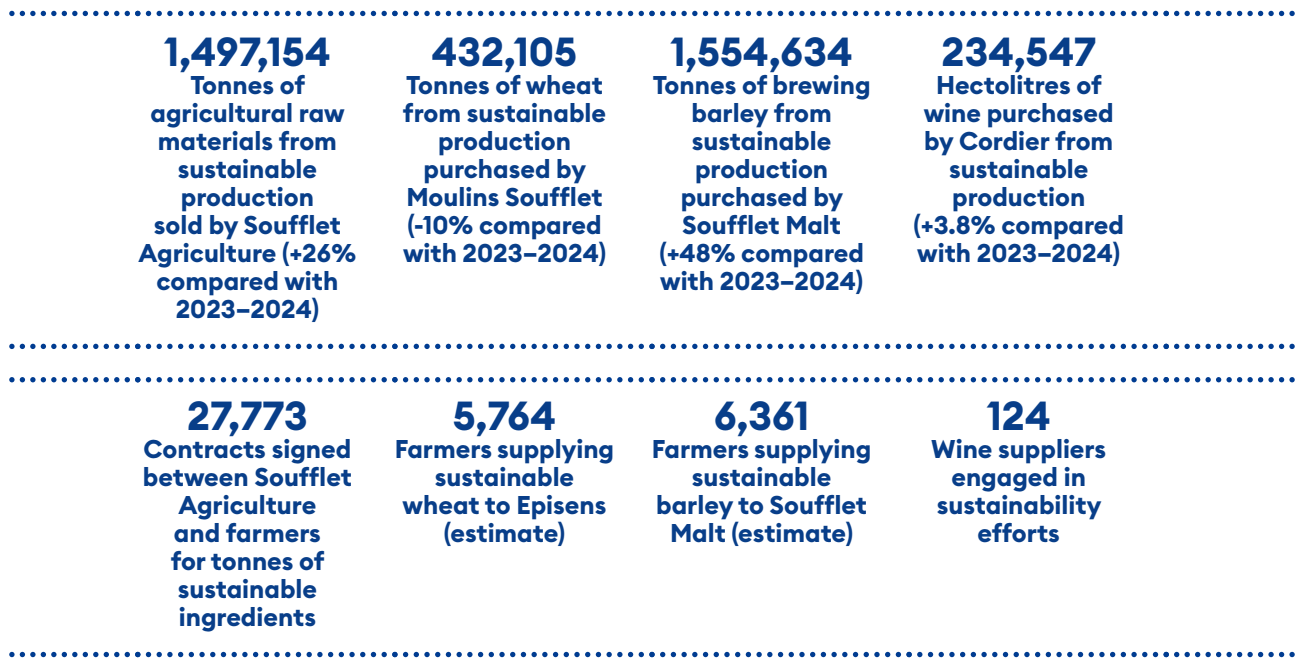 1,497,154
Tonnes of
agricultural raw
materials from
sustainable
production
sold by Soufflet
Agriculture (+26%
compared with
2023–2024)
432,105
Tonnes of wheat
from sustainable
production
purchased by
Moulins Soufflet
(-10% compared
with 2023–2024)
1,554,634
Tonnes of brewing
barley from
sustainable
production
purchased by
Soufflet Malt
(+48% compared
with 2023–2024)
234,547
Hectolitres of
wine purchased
by Cordier from
sustainable
production
(+3.8% compared
with 2023–2024)
27,773
Contracts signed
between Soufflet
Agriculture
and farmers
for tonnes of
sustainable
ingredients
5,764
Farmers supplying
sustainable
wheat to Episens
(estimate)
6,361
Farmers supplying
sustainable
barley to Soufflet
Malt (estimate)
124
Wine suppliers
engaged in
sustainability
efforts